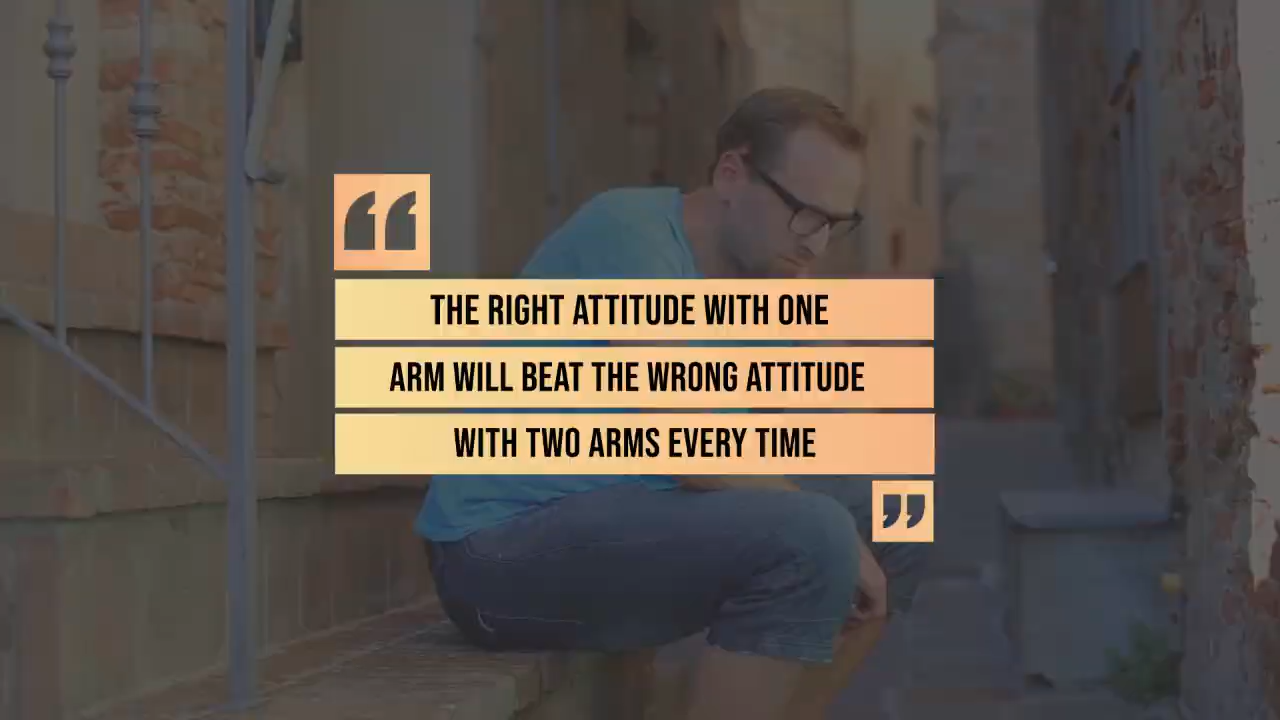 “
THE RIGHT ATTITUDE WITH ONE
ARM WILL BEAT THE WRONG ATTITUDE
WITH TWO ARMS EVERY TIME
”